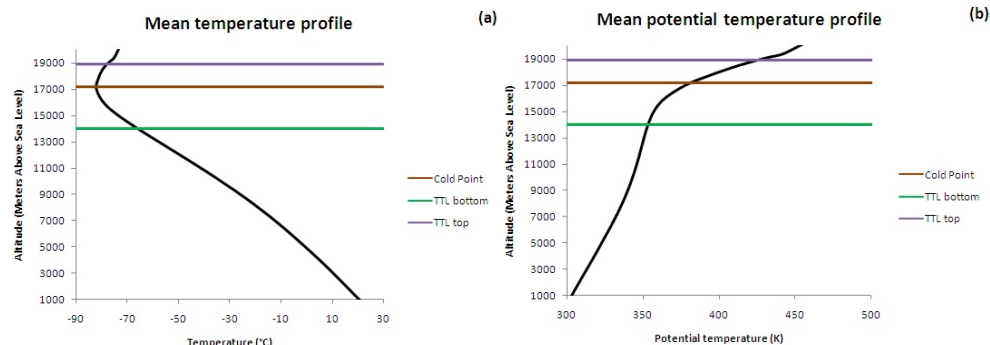 Mean temperature profile
(a)
Altitude (Meters Above Sea Level)
19000
17000
15000
13000
11000
9000
7000
5000
3000
1000
-90 -70 -50 -30 -10 10 30
Temperature (°C)
Cold Point
TTL bottom
TTL top
Mean potential temperature profile
(b)
Altitude (Meters Above Sea Level)
19000
17000
15000
13000
11000
9000
7000
5000
3000
1000
300 350 400 450 500
Potential temperature (K)
Cold Point
TTL bottom
TTL top